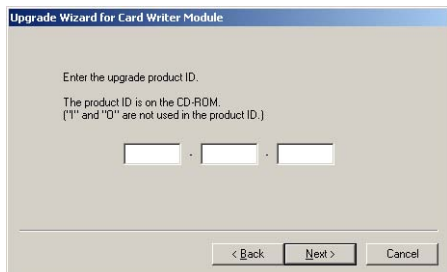 Upgrade Wizard for Card Writer Module
Enter the upgrade product ID.
The product ID is on the CD-ROM.
("I" and "O" are not used in the product ID.)
- -
< Back Next > Cancel